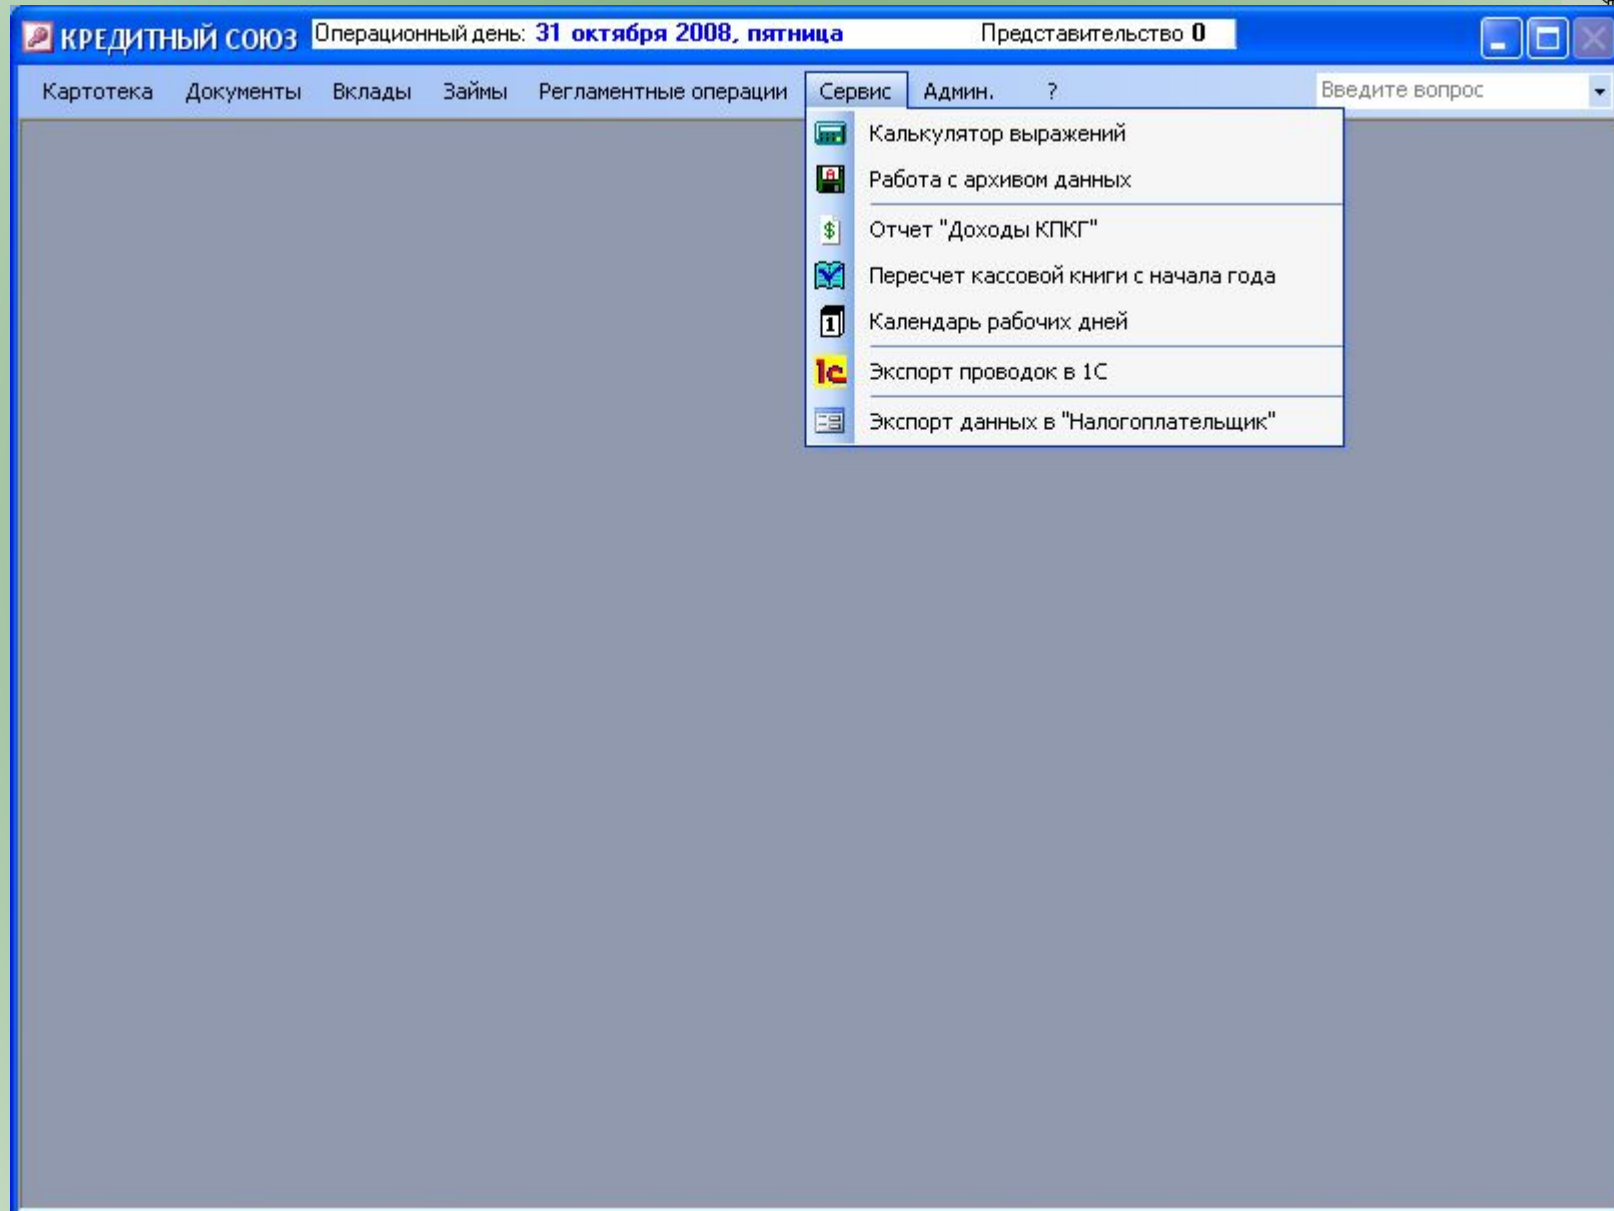 КРЕДИТНЫЙ СОЮЗ Операционный день: 31 октября 2008, пятница Представительство 0
Картотека Документы Вклады Займы Регламентные операции Сервис Админ. ? Введите вопрос
Калькулятор выражений
Работа с архивом данных
Отчет "Доходы КПКГ"
Пересчет кассовой книги с начала года
1 Календарь рабочих дней
1с Экспорт проводок в 1С
Экспорт данных в "Налогоплательщик"